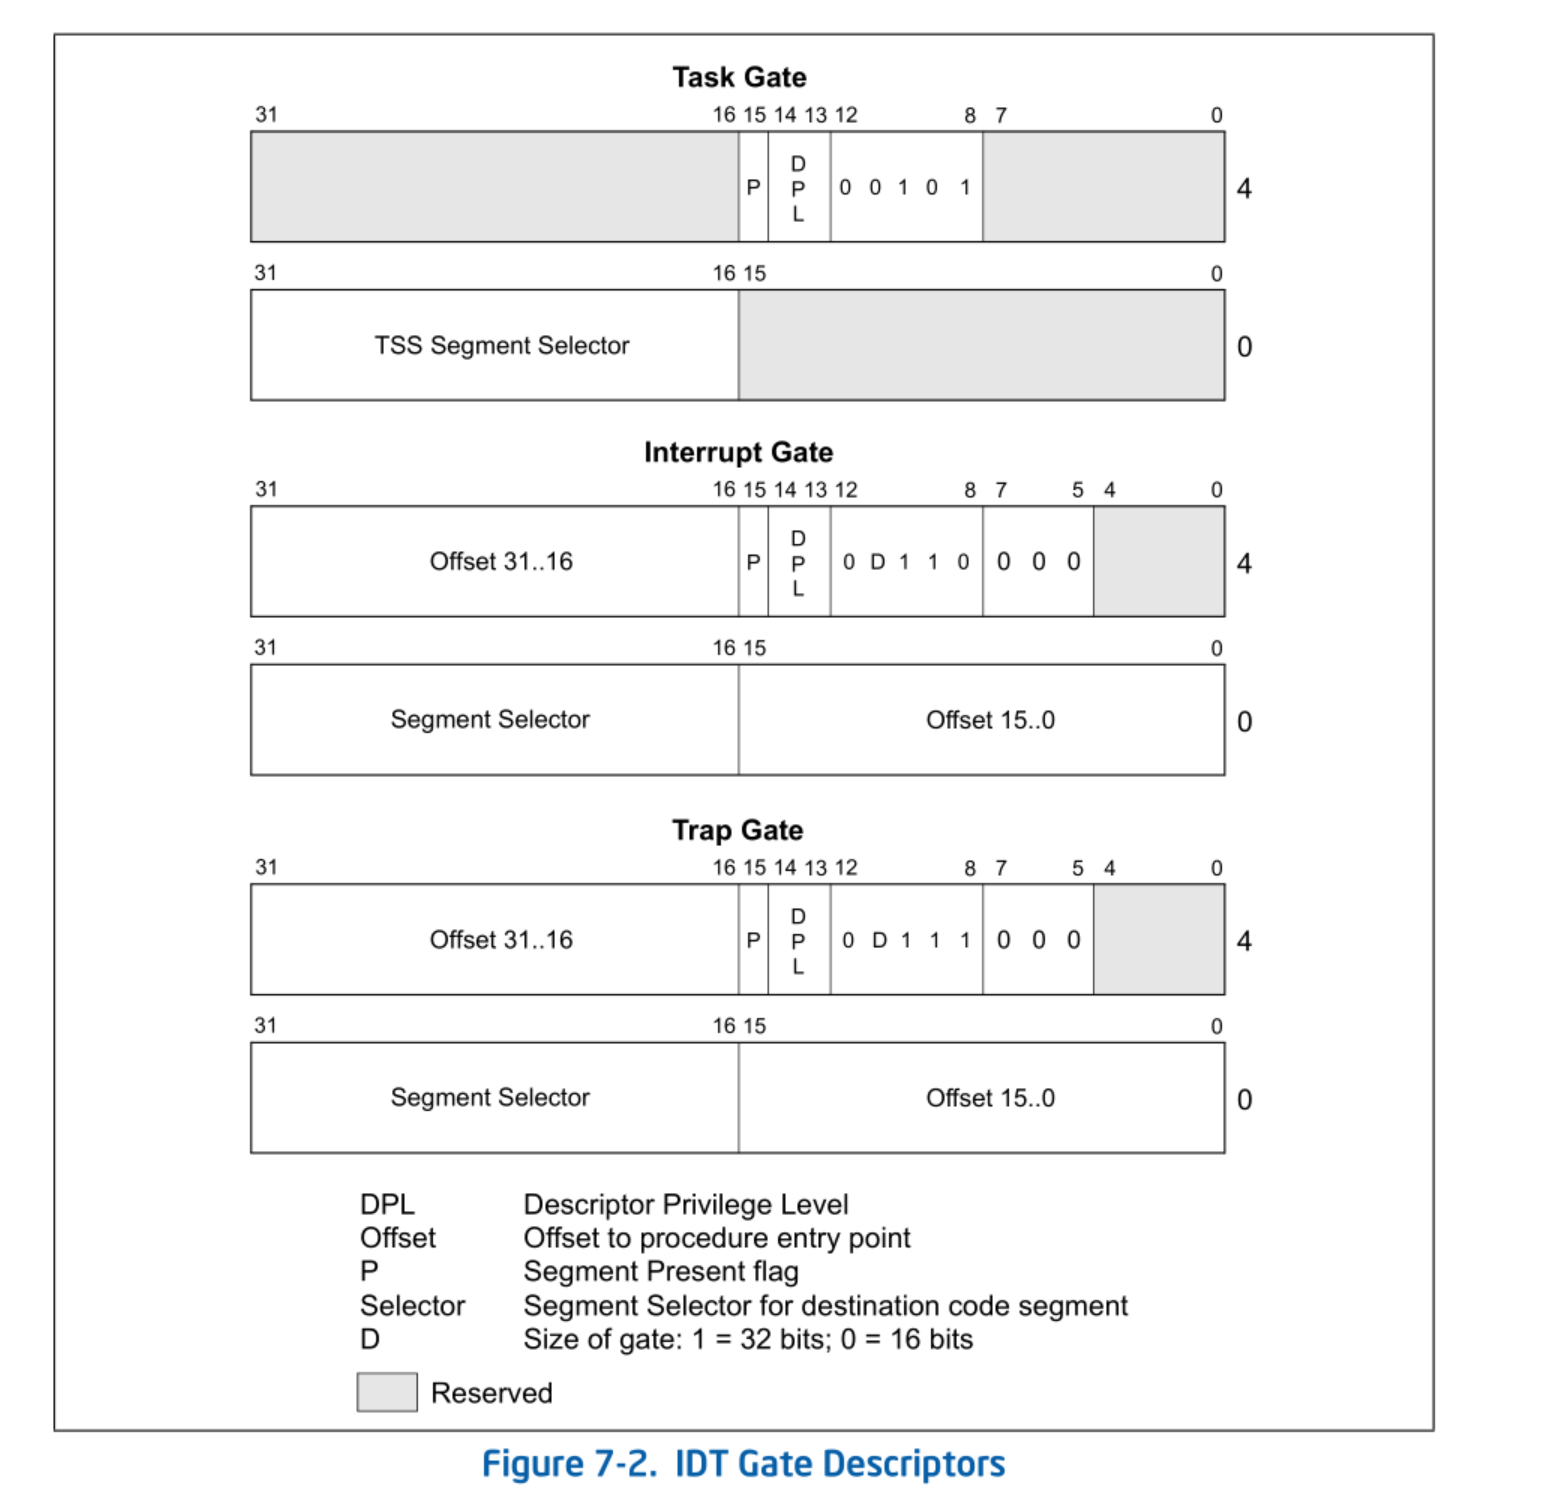 Task Gate
31 16 15 14 13 12 8 7 0
P DPL 0 0 1 0 1 4
31 16 15 0
TSS Segment Selector 0
Interrupt Gate
31 16 15 14 13 12 8 7 5 4 0
Offset 31..16 P DPL 0 D 1 1 0 0 0 0 4
31 16 15 0
Segment Selector Offset 15..0 0
Trap Gate
31 16 15 14 13 12 8 7 5 4 0
Offset 31..16 P DPL 0 D 1 1 1 0 0 0 4
31 16 15 0
Segment Selector Offset 15..0 0
DPL Descriptor Privilege Level
Offset Offset to procedure entry point
P Segment Present flag
Selector Segment Selector for destination code segment
D Size of gate: 1 = 32 bits; 0 = 16 bits
Reserved
Figure 7-2. IDT Gate Descriptors